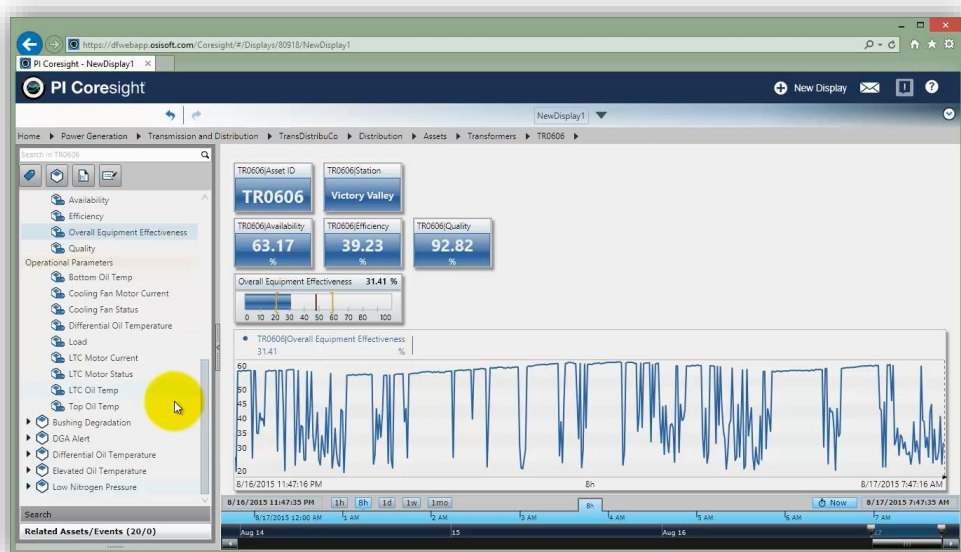 https://dfwebapp.osisoft.com/Coresight/#/Displays/80918/NewDisplay1
PI Coresight - NewDisplay1
PI Coresight
New Display
NewDisplay1
Home Power Generation Transmission and Distribution TransDistribuCo Distribution Assets Transformers TR0606
Search in TR0606
Availability
Efficiency
Overall Equipment Effectiveness
Quality
Operational Parameters
Bottom Oil Temp
Cooling Fan Motor Current
Cooling Fan Status
Differential Oil Temperature
Load
LTC Motor Current
LTC Motor Status
LTC Oil Temp
Top Oil Temp
Bushing Degradation
DGA Alert
Differential Oil Temperature
Elevated Oil Temperature
Low Nitrogen Pressure
Search
Related Assets/Events (20/0)
TR0606|Asset ID
TR0606
TR0606|Station
Victory Valley
TR0606|Availability
63.17
%
TR0606|Efficiency
39.23
%
TR0606|Quality
92.82
%
Overall Equipment Effectiveness 31.41 %
0 10 20 30 40 50 60 70 80 100
TR0606|Overall Equipment Effectiveness
31.41 %
60
50
45
40
35
30
20
8/16/2015 11:47:16 PM 8h 8/17/2015 7:47:16 AM
8/16/2015 11:47:35 PM 1h 8h 1d 1w 1mo 8h Now 8/17/2015 7:47:35 AM
8/17/2015 12:00 AM 1 AM 2 AM 3 AM 4 AM 5 AM 6 AM 7 AM
Aug 14 15 Aug 16 17